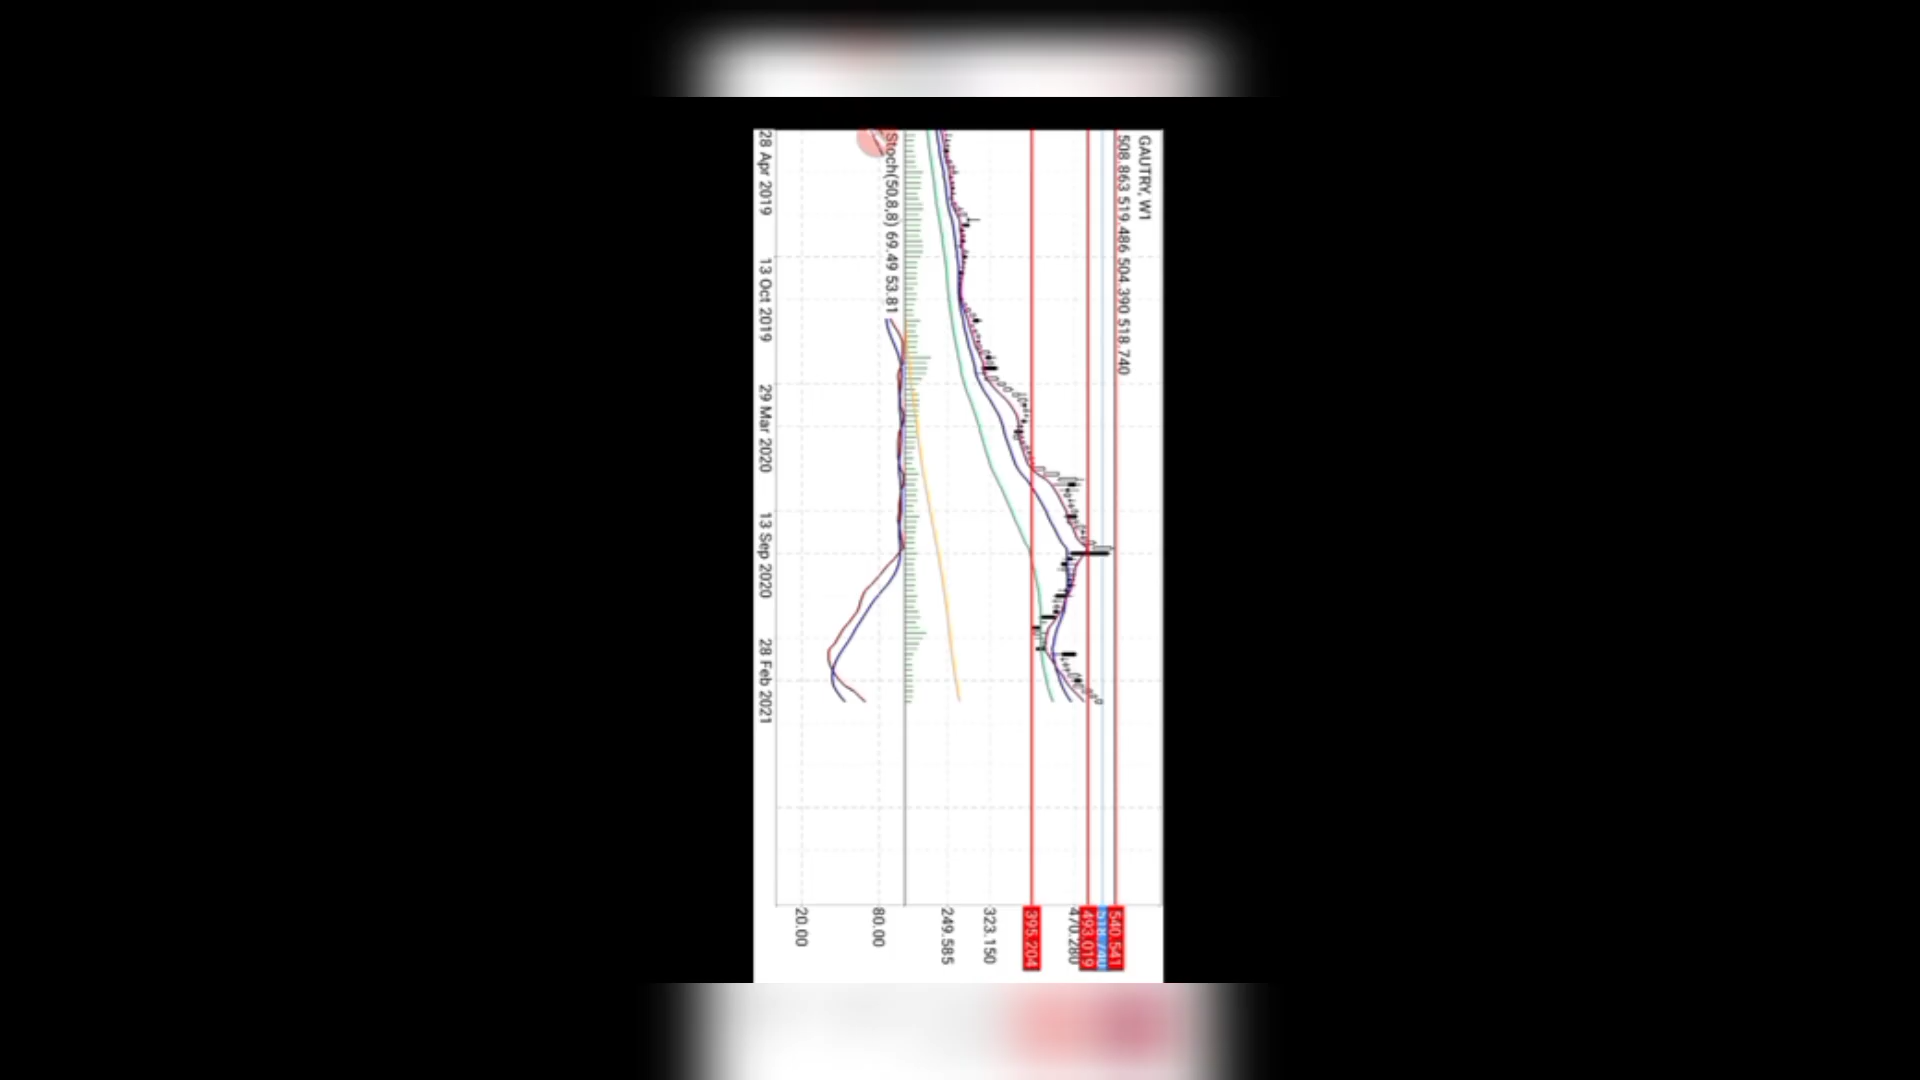 GAUTRY, W1
508.863 519.486 504.390 518.740
540.541
518.740
493.019
470.280
395.204
323.150
249.585
Stoch(50,8,8) 69.49 53.81
80.00
20.00
28 Apr 2019 13 Oct 2019 29 Mar 2020 13 Sep 2020 28 Feb 2021